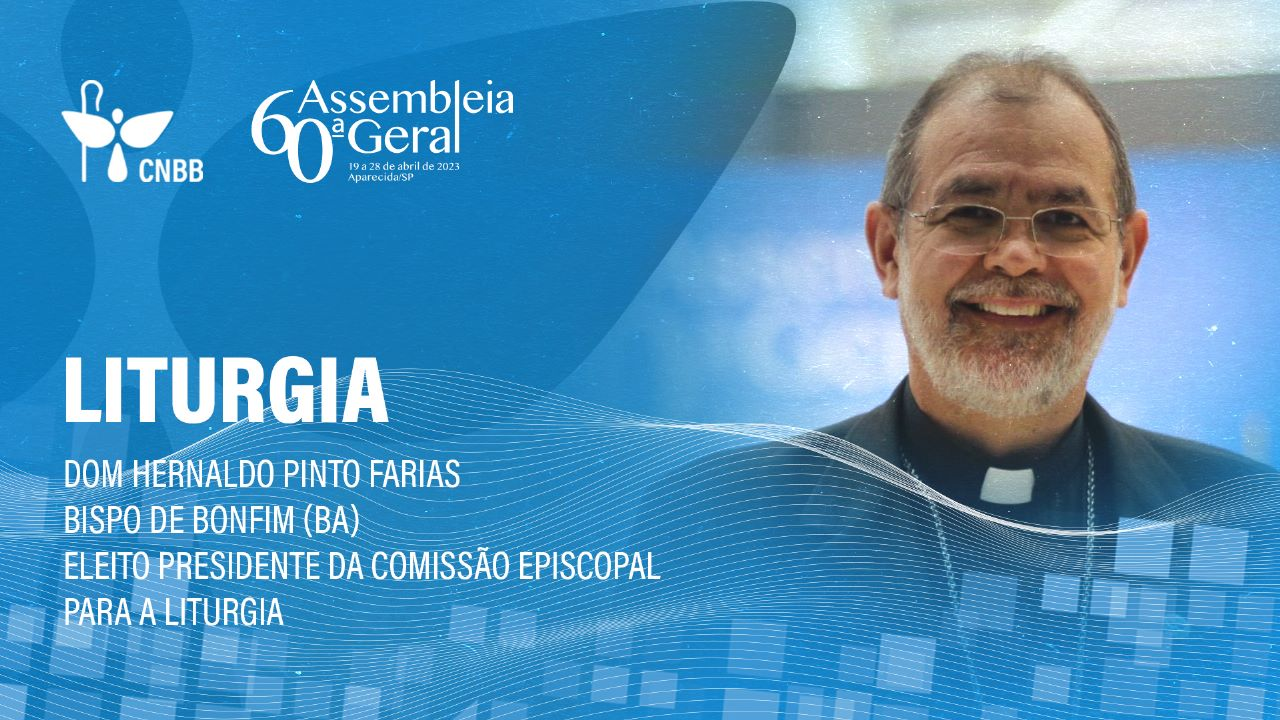 CNBB
60ª Assembleia Geral
19 a 28 de abril de 2023
Aparecida/SP
LITURGIA
DOM HERNALDO PINTO FARIAS
BISPO DE BONFIM (BA)
ELEITO PRESIDENTE DA COMISSÃO EPISCOPAL
PARA A LITURGIA